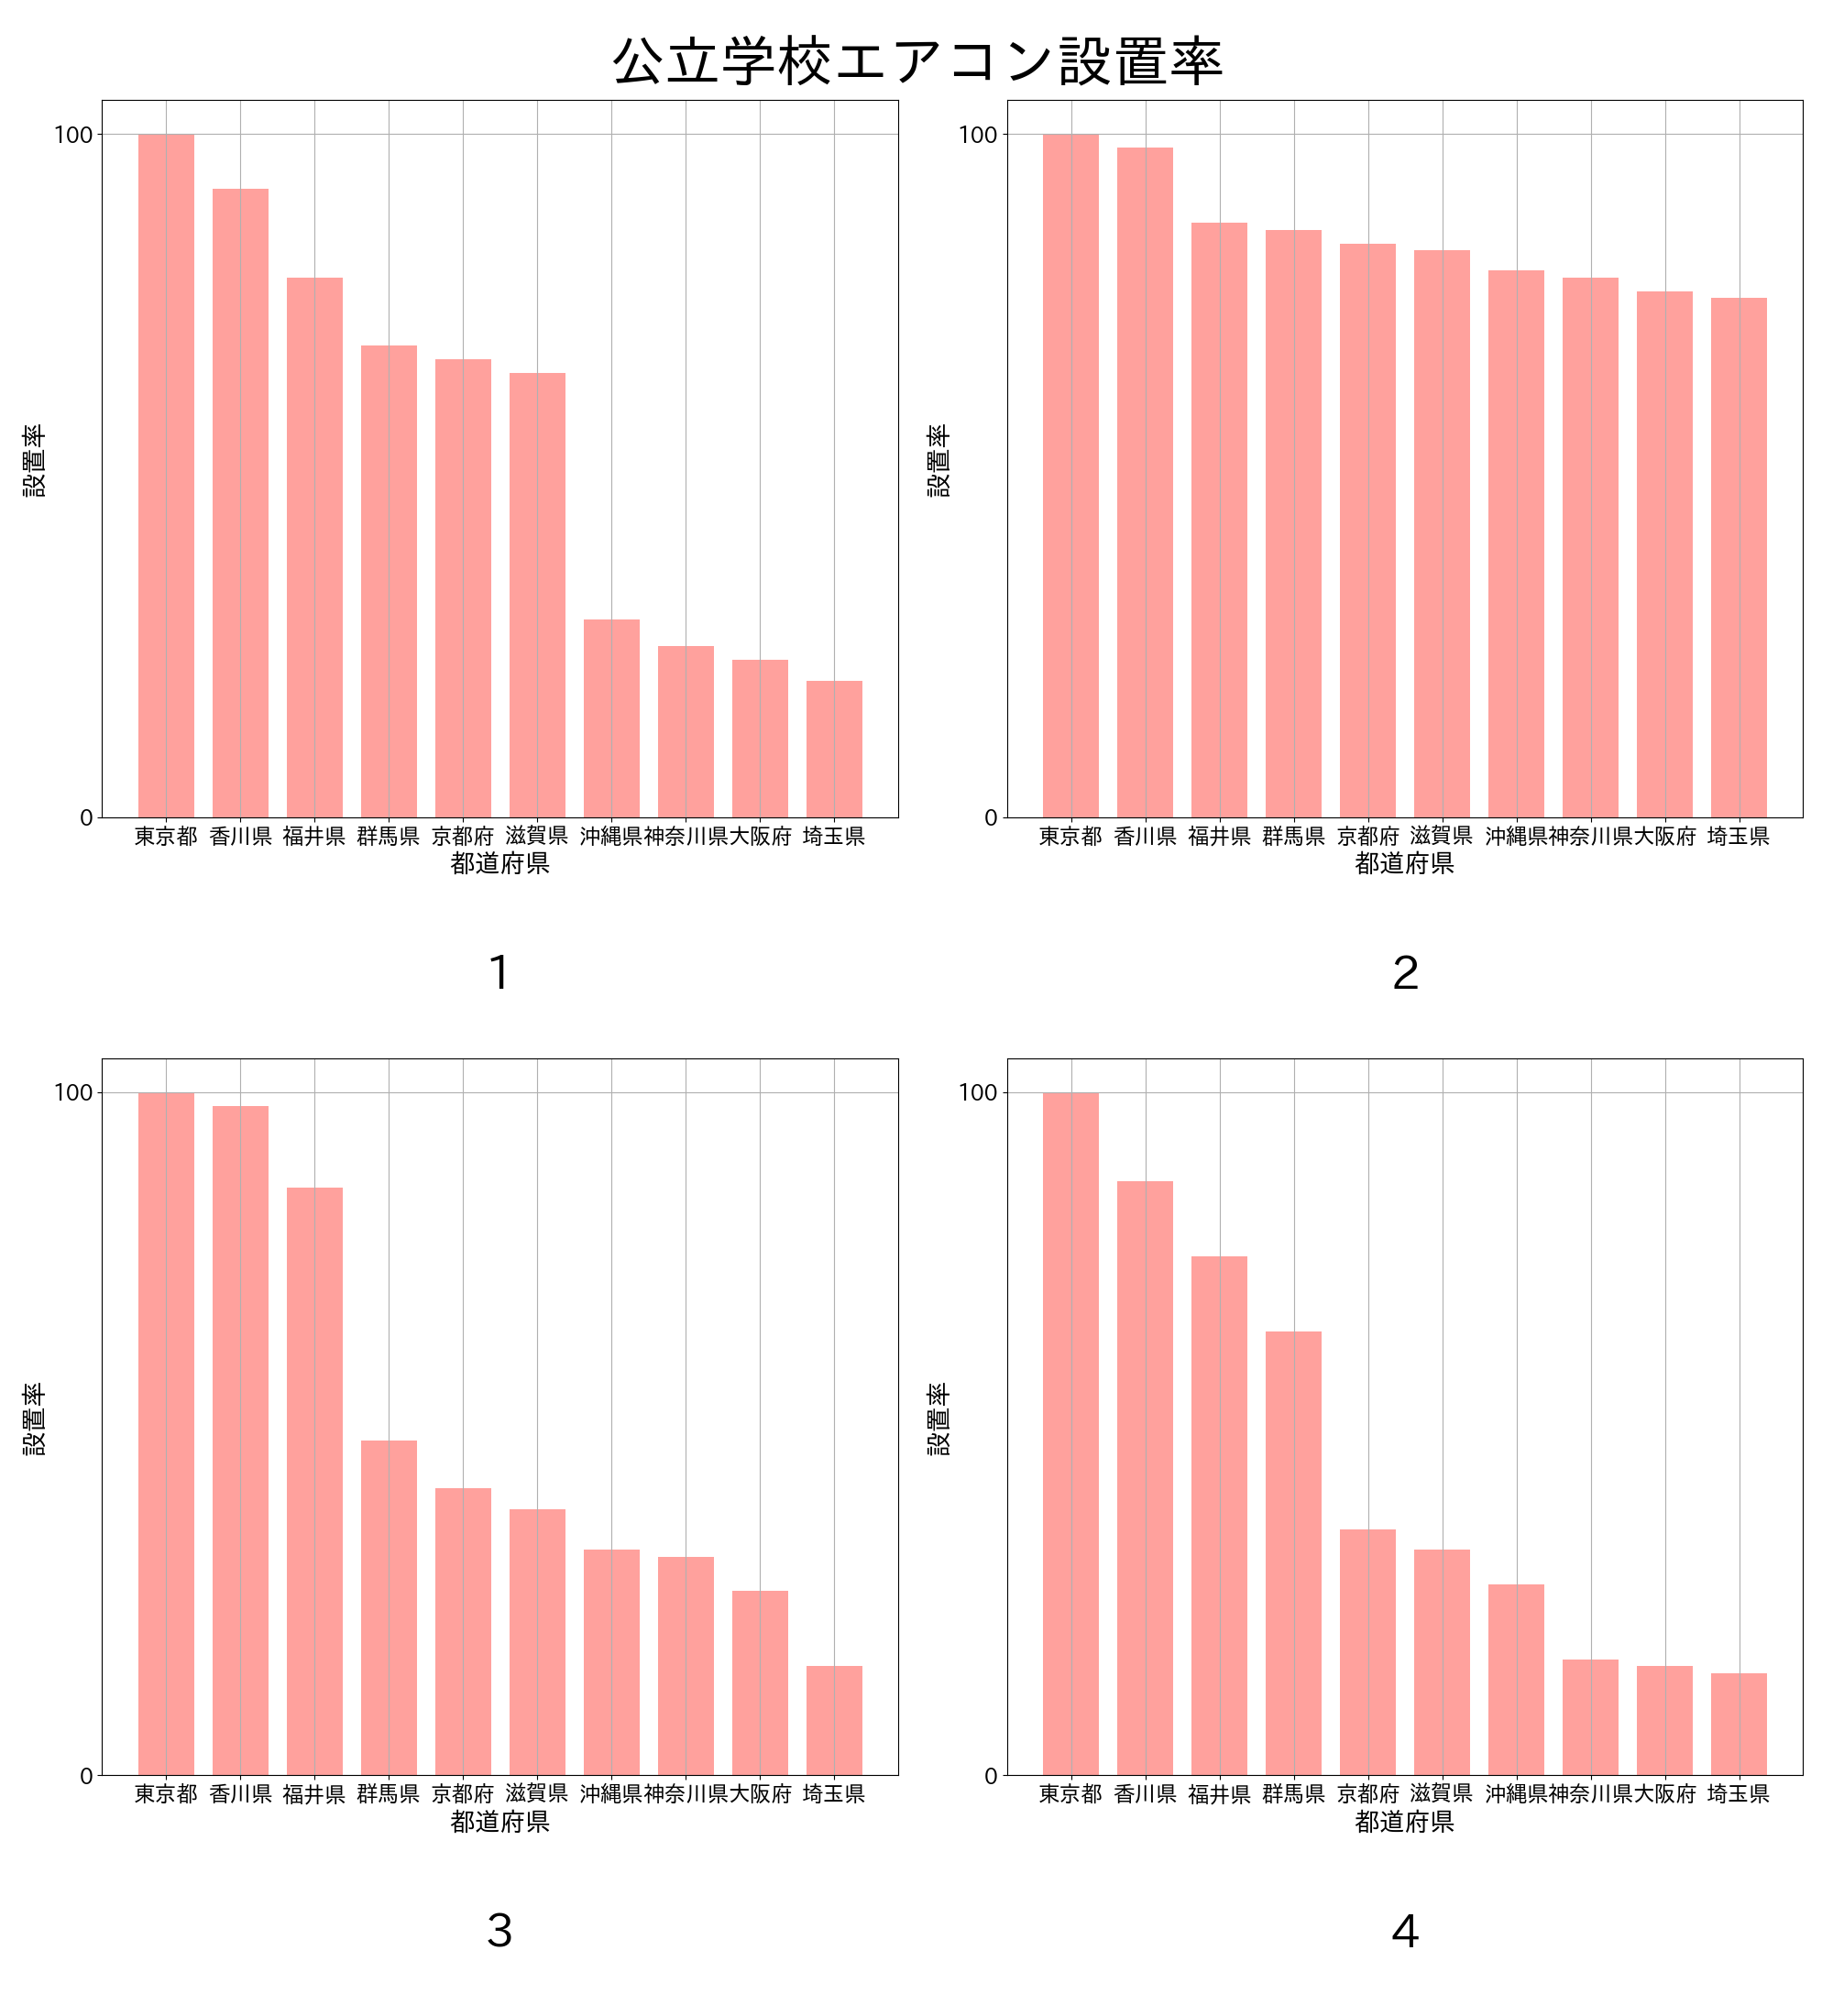 公立学校エアコン設置率
100
0
設置率
東京都 香川県 福井県 群馬県 京都府 滋賀県 沖縄県 神奈川県 大阪府 埼玉県
都道府県
1
100
0
設置率
東京都 香川県 福井県 群馬県 京都府 滋賀県 沖縄県 神奈川県 大阪府 埼玉県
都道府県
2
100
0
設置率
東京都 香川県 福井県 群馬県 京都府 滋賀県 沖縄県 神奈川県 大阪府 埼玉県
都道府県
3
100
0
設置率
東京都 香川県 福井県 群馬県 京都府 滋賀県 沖縄県 神奈川県 大阪府 埼玉県
都道府県
4